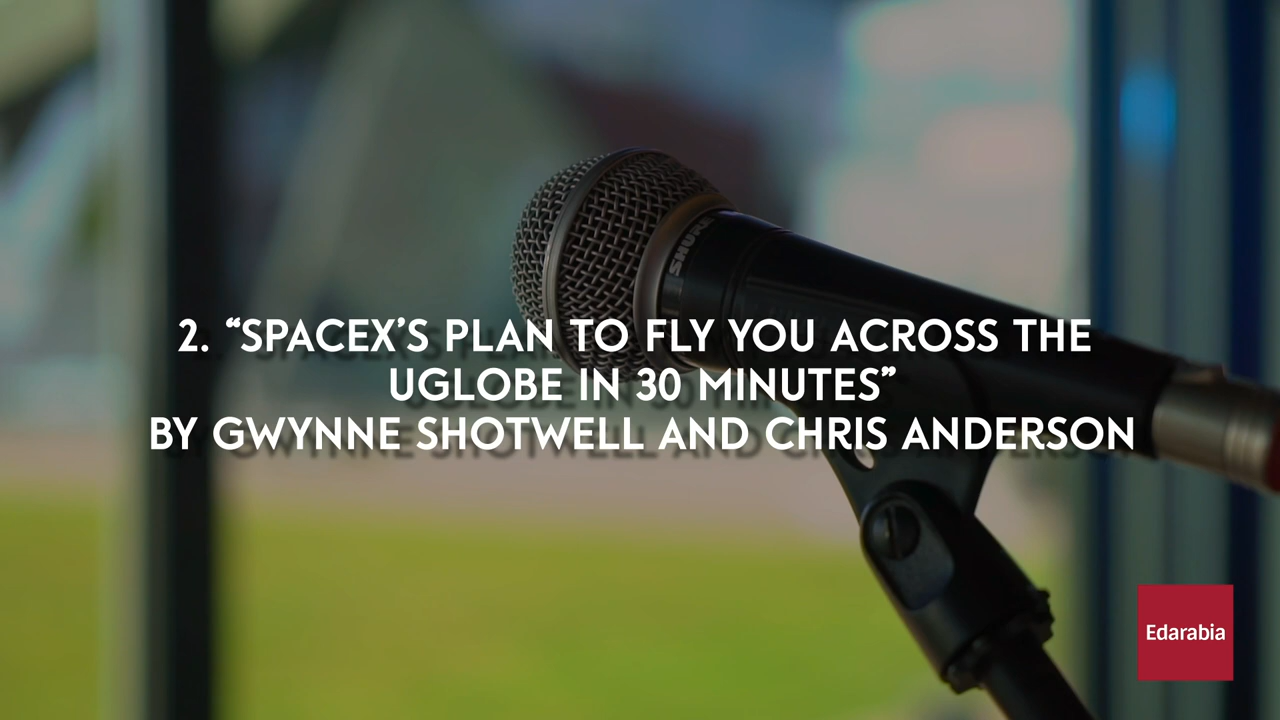 SHURE
2. “SPACEX’S PLAN TO FLY YOU ACROSS THE
UGLOBE IN 30 MINUTES”
BY GWYNNE SHOTWELL AND CHRIS ANDERSON
Edarabia